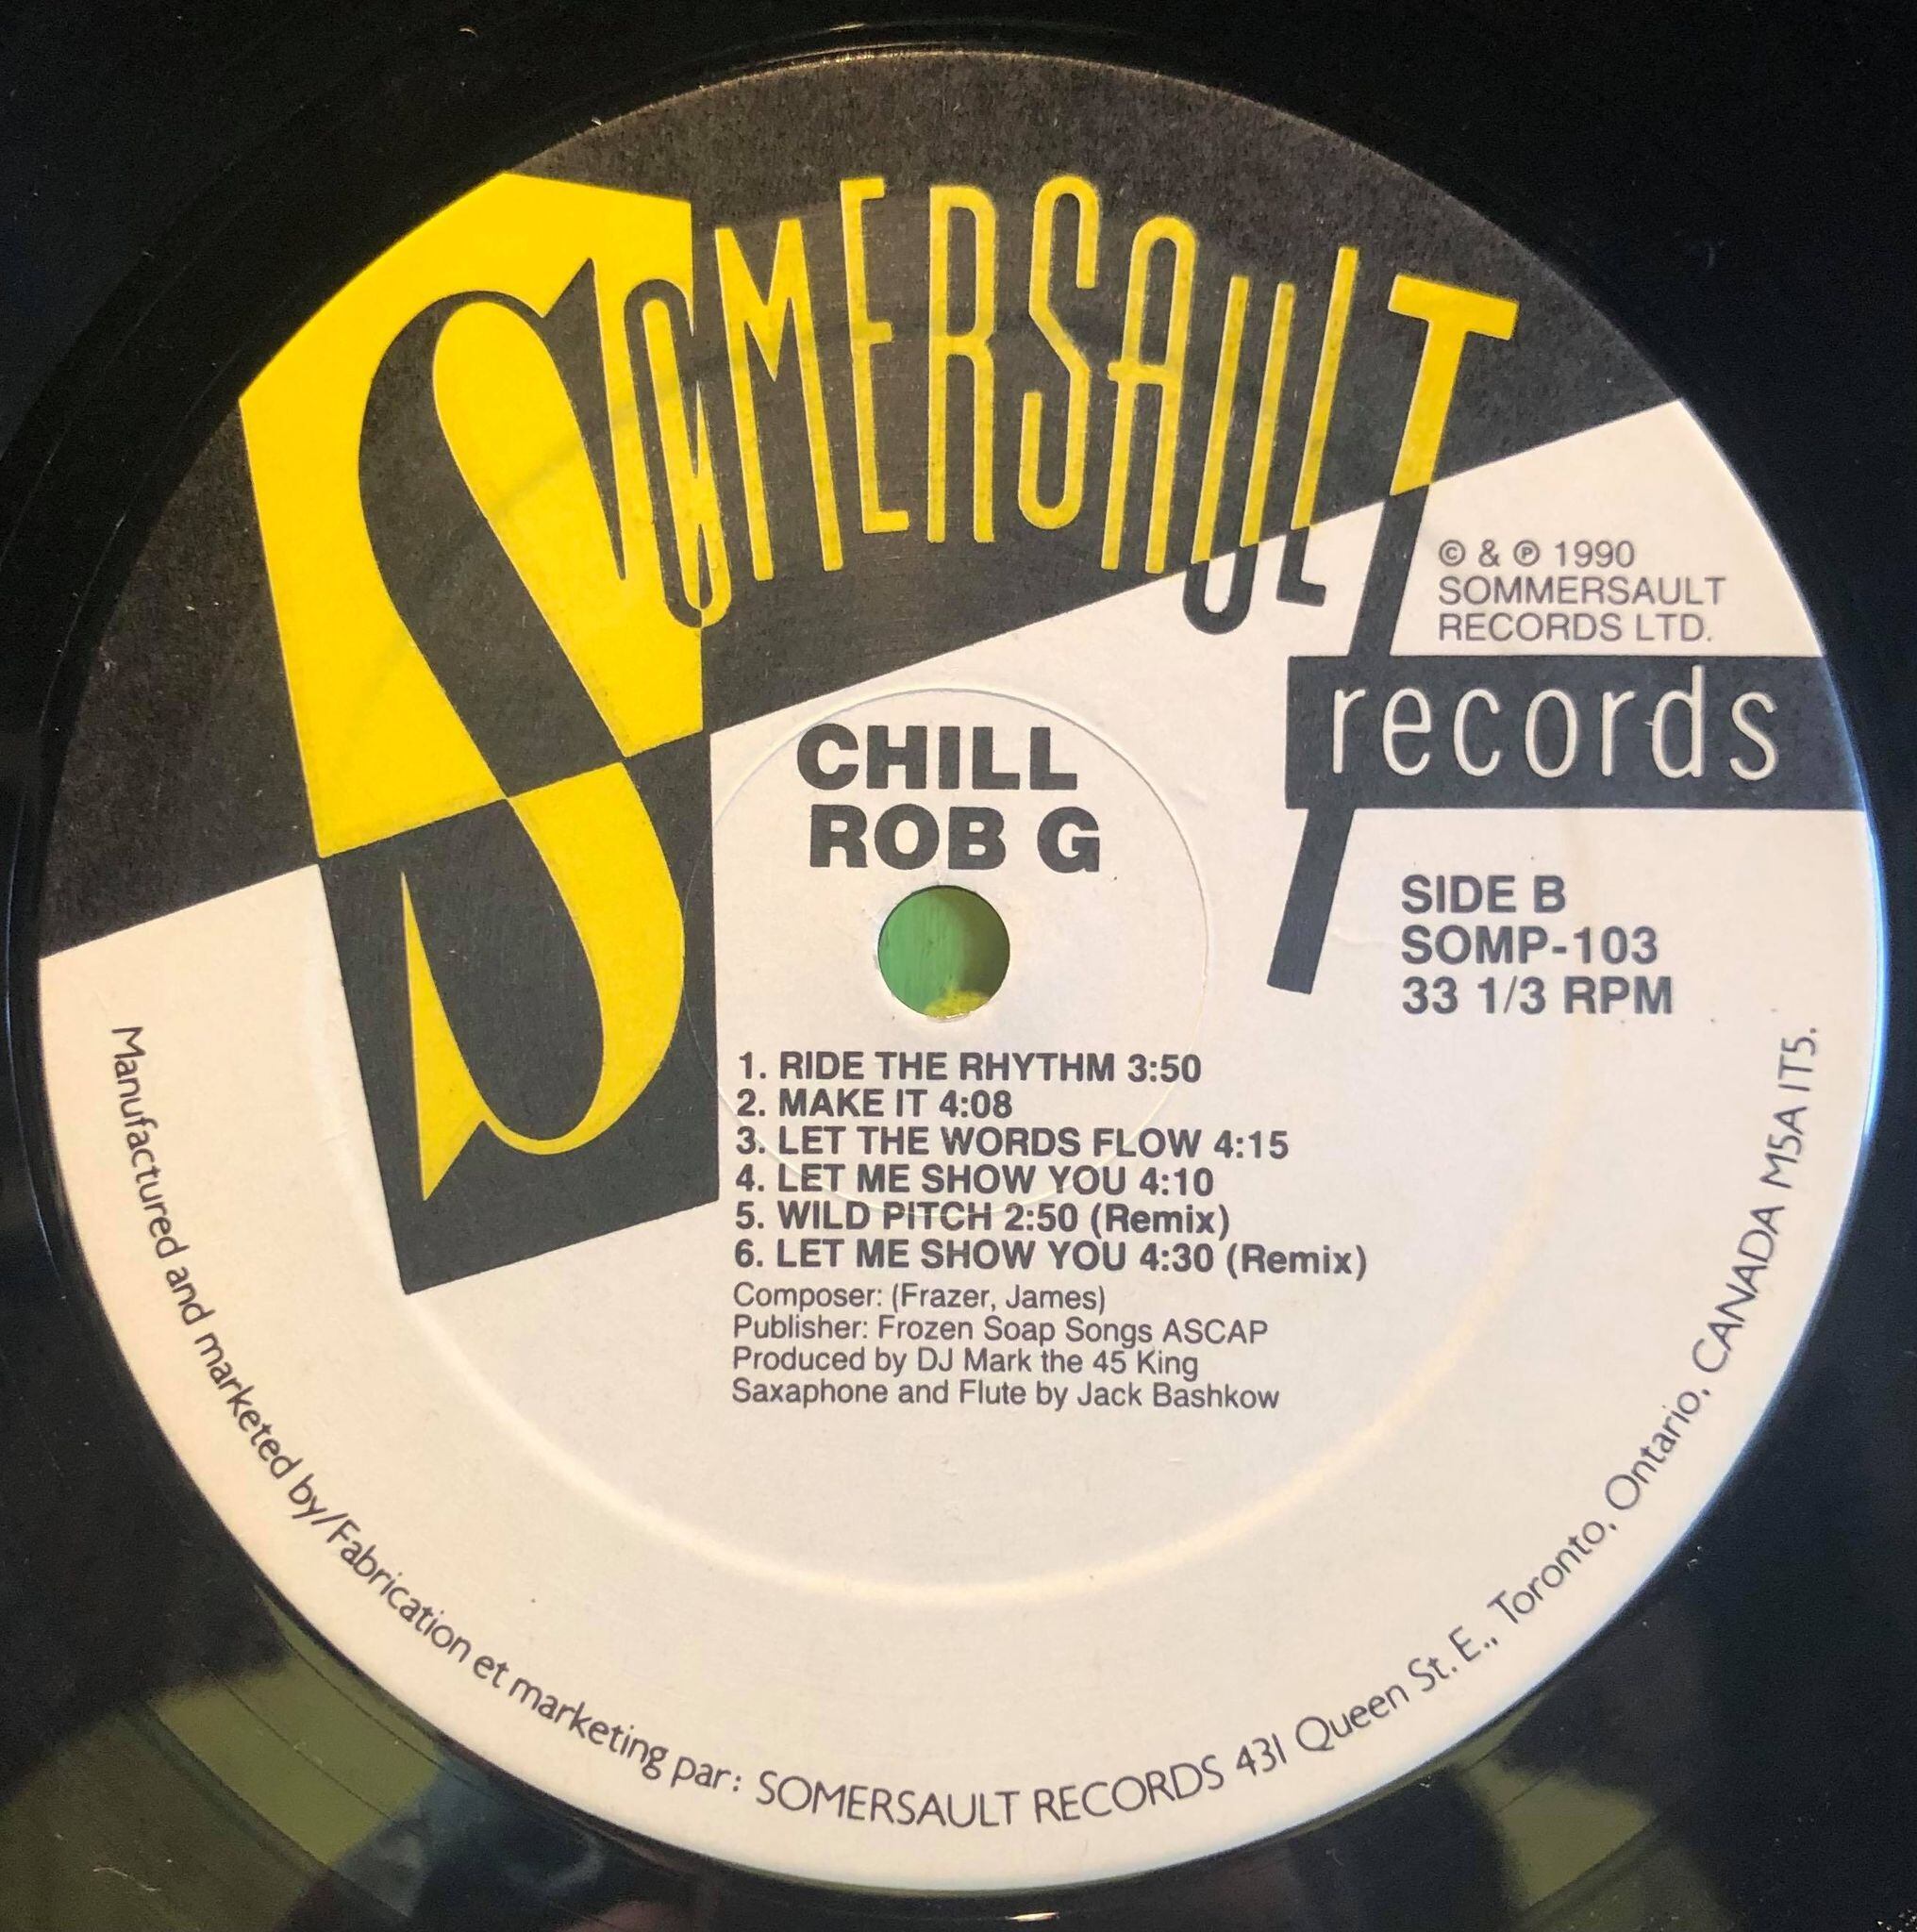 SOMERSAULT
© & ℗ 1990
SOMMERSAULT
RECORDS LTD.
records
CHILL
ROB G
SIDE B
SOMP-103
33 1/3 RPM
1. RIDE THE RHYTHM 3:50
2. MAKE IT 4:08
3. LET THE WORDS FLOW 4:15
4. LET ME SHOW YOU 4:10
5. WILD PITCH 2:50 (Remix)
6. LET ME SHOW YOU 4:30 (Remix)
Composer: (Frazer, James)
Publisher: Frozen Soap Songs ASCAP
Produced by DJ Mark the 45 King
Saxaphone and Flute by Jack Bashkow
Manufactured and marketed by/Fabrication et marketing par: SOMERSAULT RECORDS 431 Queen St. E., Toronto, Ontario, CANADA M5A IT5.